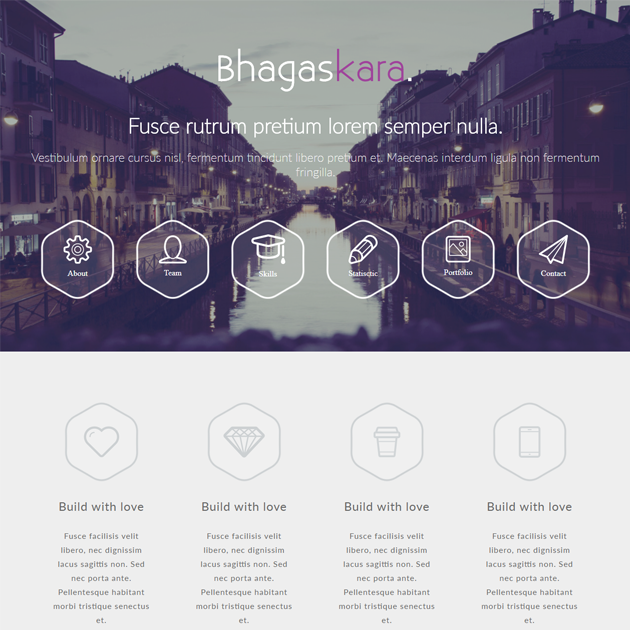 Bhagaskara.
Fusce rutrum pretium lorem semper nulla.
Vestibulum ornare cursus nisl, fermentum tincidunt libero pretium et. Maecenas interdum ligula non fermentum
fringilla.
About Team Skills Statisctic Portfolio Contact
Build with love Build with love Build with love Build with love
Fusce facilisis velit Fusce facilisis velit Fusce facilisis velit Fusce facilisis velit
libero, nec dignissim libero, nec dignissim libero, nec dignissim libero, nec dignissim
lacus sagittis non. Sed lacus sagittis non. Sed lacus sagittis non. Sed lacus sagittis non. Sed
nec porta ante. nec porta ante. nec porta ante. nec porta ante.
Pellentesque habitant Pellentesque habitant Pellentesque habitant Pellentesque habitant
morbi tristique senectus morbi tristique senectus morbi tristique senectus morbi tristique senectus
et. et. et. et.